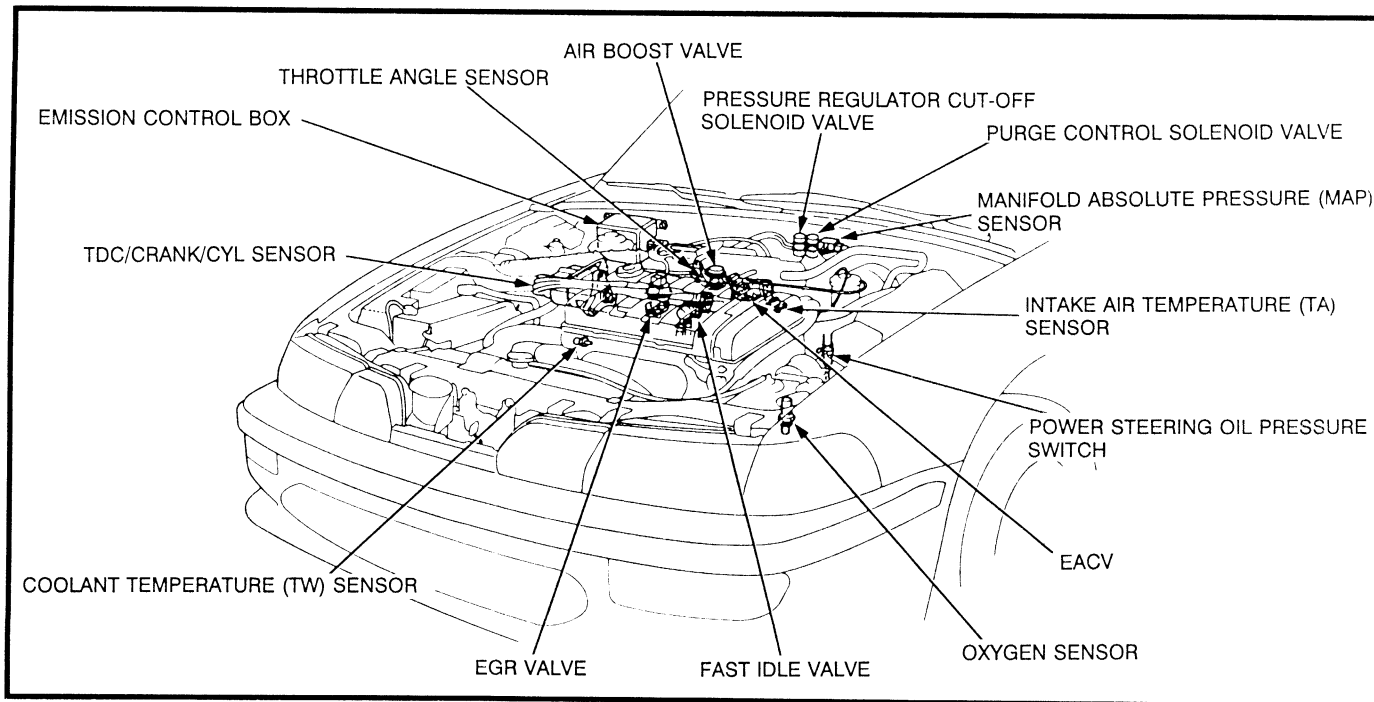 AIR BOOST VALVE
THROTTLE ANGLE SENSOR
PRESSURE REGULATOR CUT-OFF
SOLENOID VALVE
EMISSION CONTROL BOX
PURGE CONTROL SOLENOID VALVE
MANIFOLD ABSOLUTE PRESSURE (MAP)
SENSOR
TDC/CRANK/CYL SENSOR
INTAKE AIR TEMPERATURE (TA)
SENSOR
POWER STEERING OIL PRESSURE
SWITCH
EACV
COOLANT TEMPERATURE (TW) SENSOR
OXYGEN SENSOR
EGR VALVE
FAST IDLE VALVE